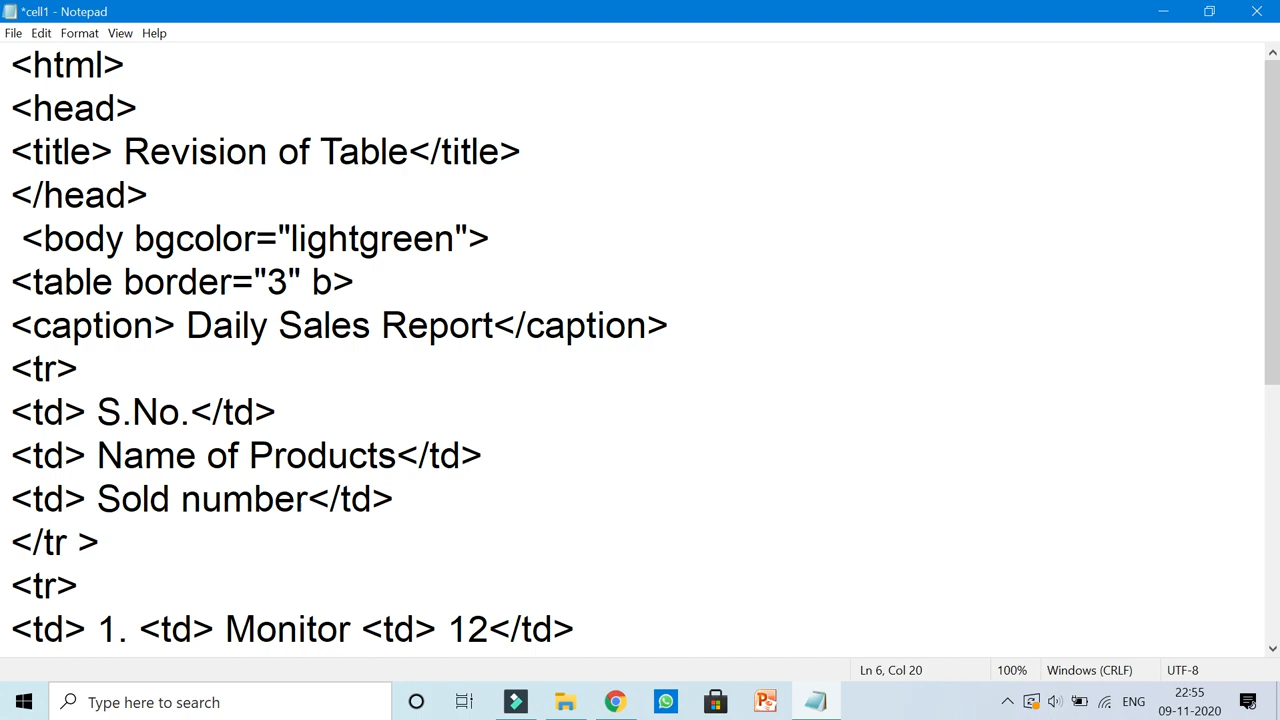 *cell1 - Notepad
File Edit Format View Help
<html>
<head>
<title> Revision of Table</title>
</head>
<body bgcolor="lightgreen">
<table border="3" b>
<caption> Daily Sales Report</caption>
<tr>
<td> S.No.</td>
<td> Name of Products</td>
<td> Sold number</td>
</tr >
<tr>
<td> 1. <td> Monitor <td> 12</td>
Ln 6, Col 20 100% Windows (CRLF) UTF-8
Type here to search
ENG
22:55
09-11-2020